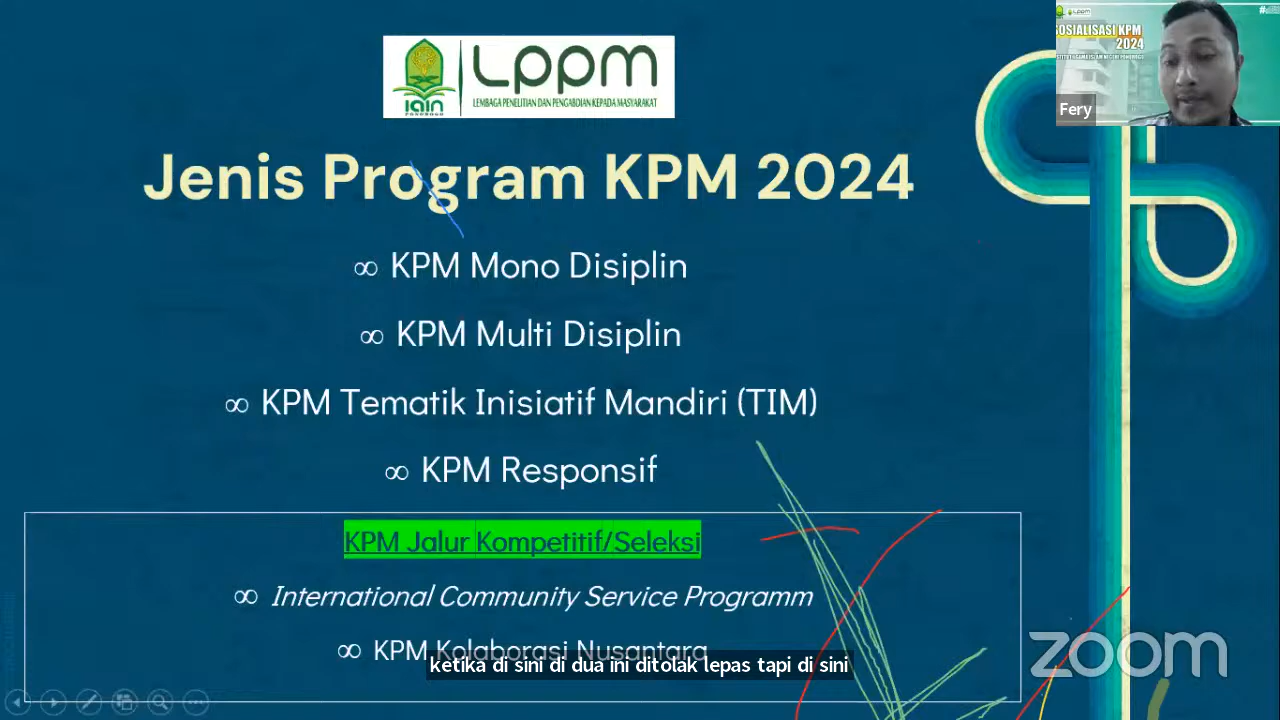 iain
PONOROGO
LPPM
LEMBAGA PENELITIAN DAN PENGABDIAN KEPADA MASYARAKAT
SOSIALISASI KPM
2024
Fery
Jenis Program KPM 2024
∞ KPM Mono Disiplin
∞ KPM Multi Disiplin
∞ KPM Tematik Inisiatif Mandiri (TIM)
∞ KPM Responsif
KPM Jalur Kompetitif/Seleksi
∞ International Community Service Programm
∞ KPM Kolaborasi Nusantara
ketika di sini di dua ini ditolak lepas tapi di sini
zoom